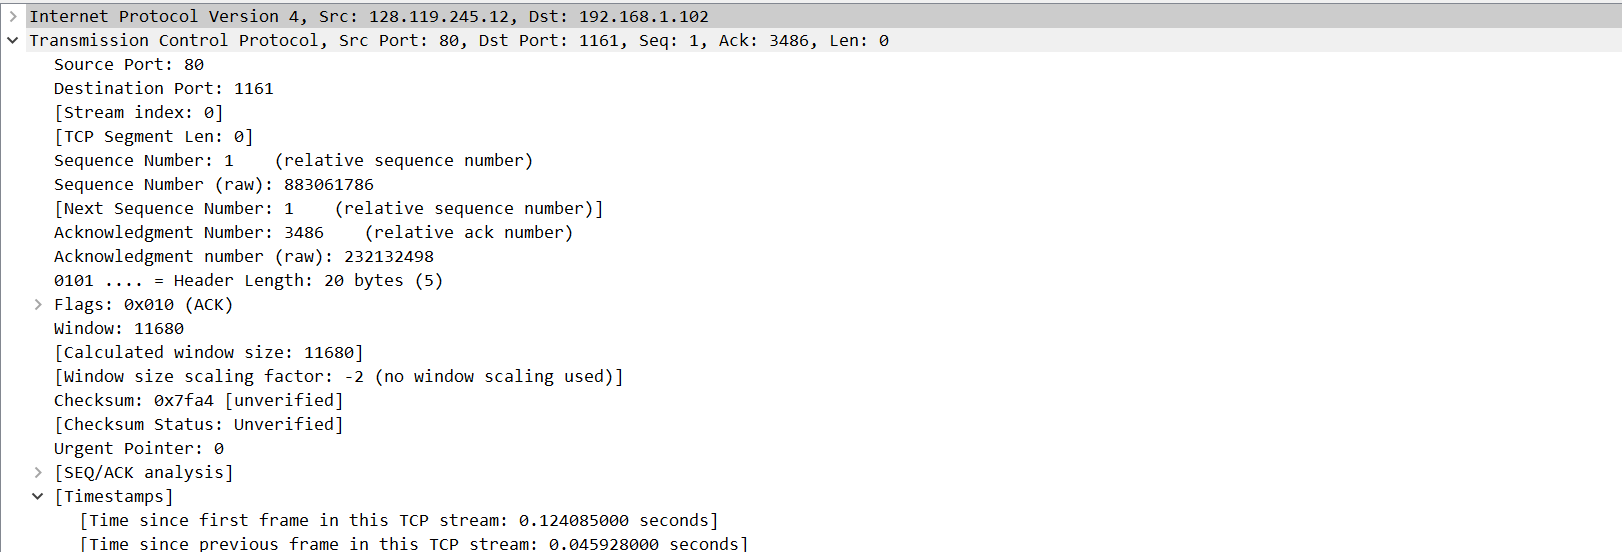 Internet Protocol Version 4, Src: 128.119.245.12, Dst: 192.168.1.102
Transmission Control Protocol, Src Port: 80, Dst Port: 1161, Seq: 1, Ack: 3486, Len: 0
Source Port: 80
Destination Port: 1161
[Stream index: 0]
[TCP Segment Len: 0]
Sequence Number: 1    (relative sequence number)
Sequence Number (raw): 883061786
[Next Sequence Number: 1    (relative sequence number)]
Acknowledgment Number: 3486    (relative ack number)
Acknowledgment number (raw): 232132498
0101 .... = Header Length: 20 bytes (5)
Flags: 0x010 (ACK)
Window: 11680
[Calculated window size: 11680]
[Window size scaling factor: -2 (no window scaling used)]
Checksum: 0x7fa4 [unverified]
[Checksum Status: Unverified]
Urgent Pointer: 0
[SEQ/ACK analysis]
[Timestamps]
[Time since first frame in this TCP stream: 0.124085000 seconds]
[Time since previous frame in this TCP stream: 0.045928000 seconds]